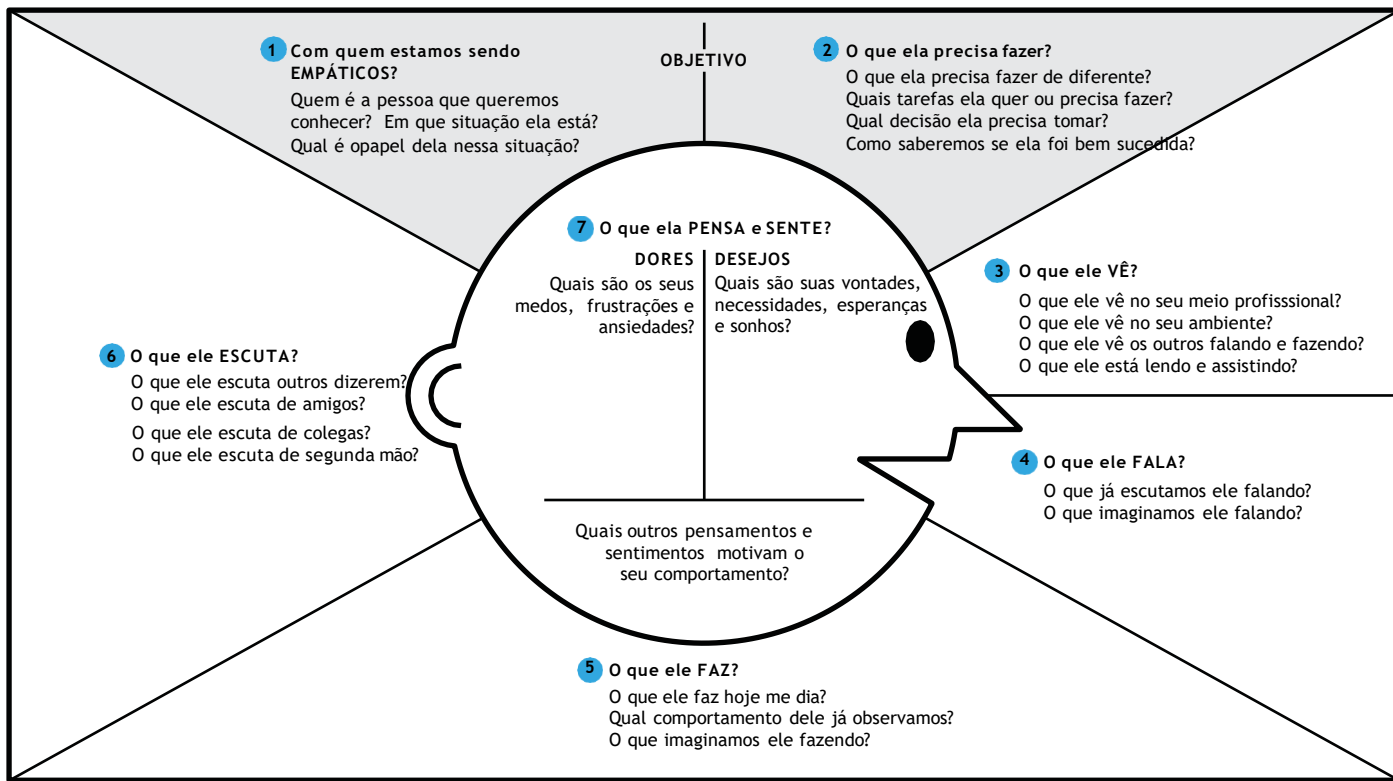 1 Com quem estamos sendo
EMPÁTICOS?
Quem é a pessoa que queremos
conhecer? Em que situação ela está?
Qual é opapel dela nessa situação?
OBJETIVO
2 O que ela precisa fazer?
O que ela precisa fazer de diferente?
Quais tarefas ela quer ou precisa fazer?
Qual decisão ela precisa tomar?
Como saberemos se ela foi bem sucedida?
3 O que ele VÊ?
O que ele vê no seu meio profisssional?
O que ele vê no seu ambiente?
O que ele vê os outros falando e fazendo?
O que ele está lendo e assistindo?
4 O que ele FALA?
O que já escutamos ele falando?
O que imaginamos ele falando?
5 O que ele FAZ?
O que ele faz hoje me dia?
Qual comportamento dele já observamos?
O que imaginamos ele fazendo?
6 O que ele ESCUTA?
O que ele escuta outros dizerem?
O que ele escuta de amigos?
O que ele escuta de colegas?
O que ele escuta de segunda mão?
7 O que ela PENSA e SENTE?
DORES
Quais são os seus
medos, frustrações e
ansiedades?
DESEJOS
Quais são suas vontades,
necessidades, esperanças
e sonhos?
Quais outros pensamentos e
sentimentos motivam o
seu comportamento?